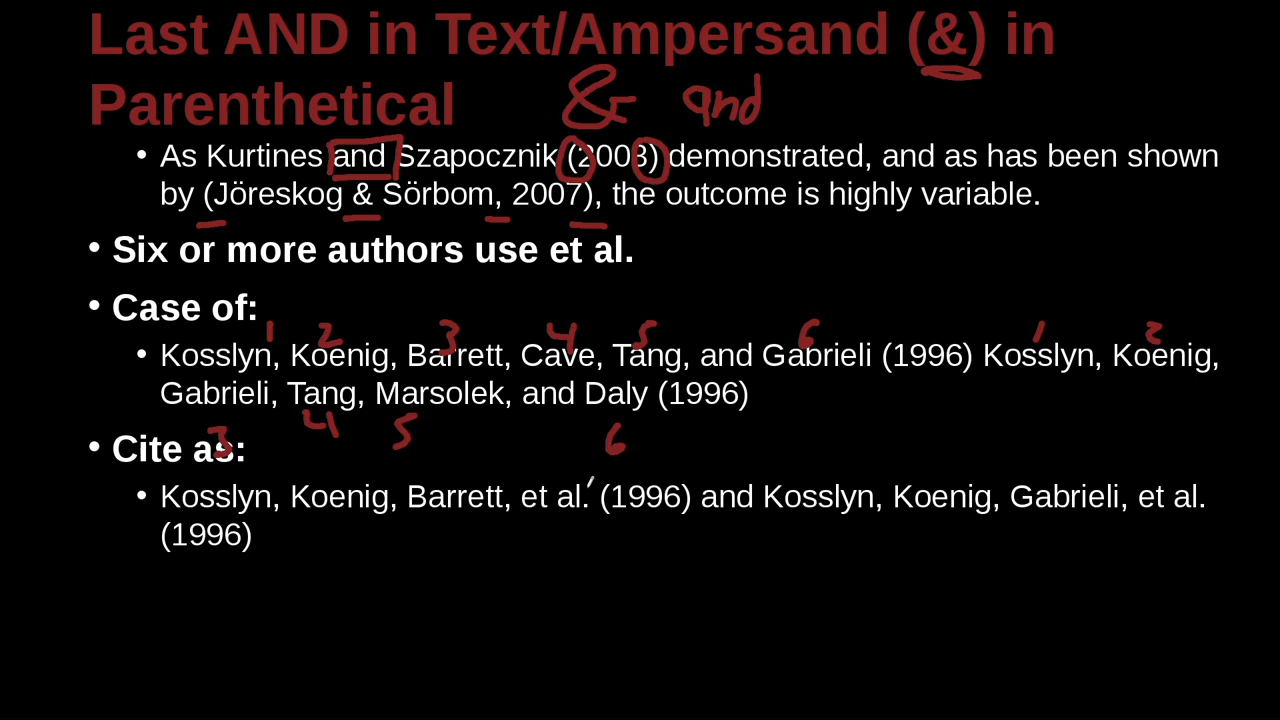 Last AND in Text/Ampersand (&) in
Parenthetical
& and
• As Kurtines and Szapocznik (2008) demonstrated, and as has been shown
by (Jöreskog & Sörbom, 2007), the outcome is highly variable.
• Six or more authors use et al.
• Case of:
1 2 3 4 5 6 1 2
• Kosslyn, Koenig, Barrett, Cave, Tang, and Gabrieli (1996) Kosslyn, Koenig,
Gabrieli, Tang, Marsolek, and Daly (1996)
3 4 5 6
• Cite as:
• Kosslyn, Koenig, Barrett, et al. (1996) and Kosslyn, Koenig, Gabrieli, et al.
(1996)